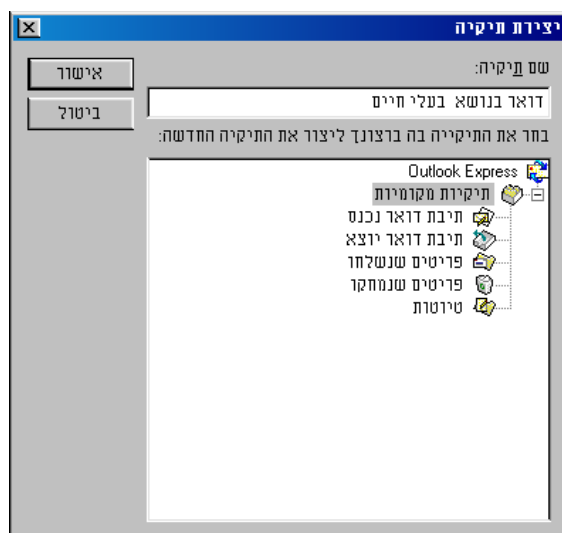 יצירת תיקיה
שם תיקיה:
אישור
דואר בנושא בעלי חיים
ביטול
בחר את התיקייה בה ברצונך ליצור את התיקיה החדשה:
Outlook Express
תיקיות מקומיות
תיבת דואר נכנס
תיבת דואר יוצא
פריטים שנשלחו
פריטים שנמחקו
טיוטות